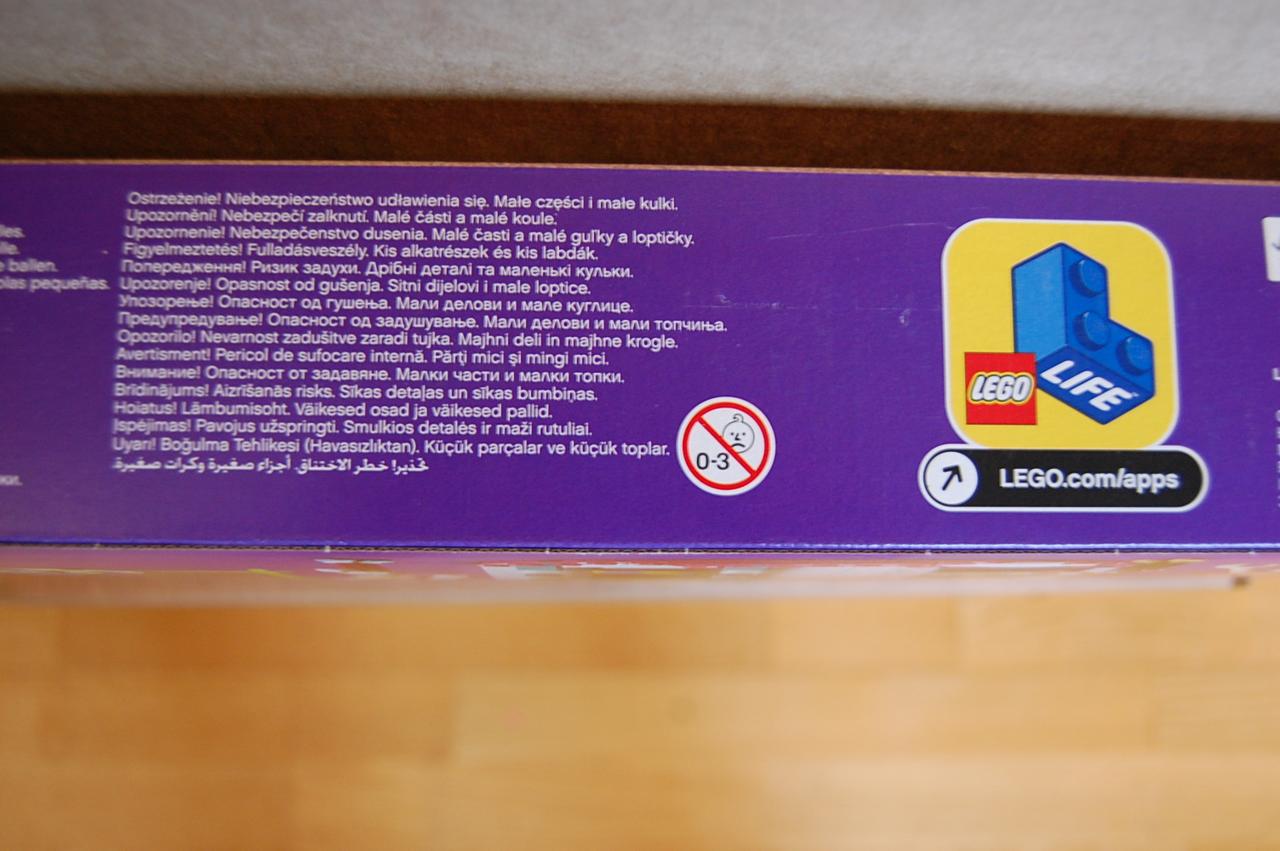 les.
lle.
e ballen.
olas pequeñas.
ки.
Ostrzeżenie! Niebezpieczeństwo udławienia się. Małe części i małe kulki.
Upozornění! Nebezpečí zalknutí. Malé části a malé koule.
Upozornenie! Nebezpečenstvo dusenia. Malé časti a malé guľky a loptičky.
Figyelmeztetés! Fulladásveszély. Kis alkatrészek és kis labdák.
Попередження! Ризик задухи. Дрібні деталі та маленькі кульки.
Upozorenje! Opasnost od gušenja. Sitni dijelovi i male loptice.
Упозорење! Опасност од гушења. Мали делови и мале куглице.
Предупредување! Опасност од задушување. Мали делови и мали топчиња.
Opozorilo! Nevarnost zadušitve zaradi tujka. Majhni deli in majhne krogle.
Avertisment! Pericol de sufocare internă. Părți mici și mingi mici.
Внимание! Опасност от задавяне. Малки части и малки топки.
Brīdinājums! Aizrīšanās risks. Sīkas detaļas un sīkas bumbiņas.
Hoiatus! Lämbumisoht. Väikesed osad ja väikesed pallid.
Įspėjimas! Pavojus užspringti. Smulkios detalės ir maži rutuliai.
Uyarı! Boğulma Tehlikesi (Havasızlıktan). Küçük parçalar ve küçük toplar.
تحذير! خطر الاختناق. أجزاء صغيرة وكرات صغيرة.
0-3
LEGO
LIFE
LEGO.com/apps